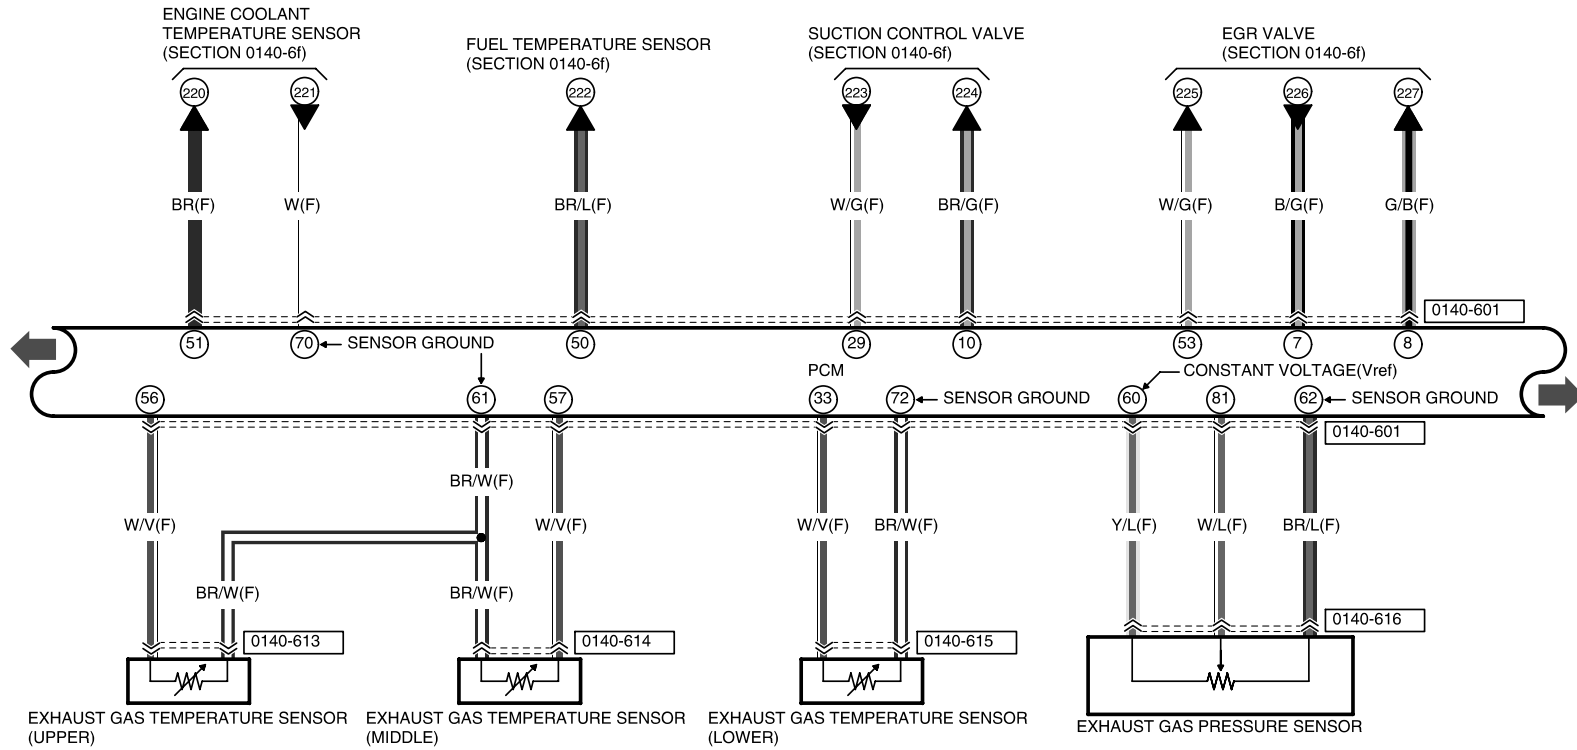 ENGINE COOLANT
TEMPERATURE SENSOR
(SECTION 0140-6f)
FUEL TEMPERATURE SENSOR
(SECTION 0140-6f)
SUCTION CONTROL VALVE
(SECTION 0140-6f)
EGR VALVE
(SECTION 0140-6f)
220 221 222 223 224 225 226 227
BR(F) W(F) BR/L(F) W/G(F) BR/G(F) W/G(F) B/G(F) G/B(F)
0140-601
51 70 SENSOR GROUND 50 29 10 53 7 8
PCM
CONSTANT VOLTAGE(Vref)
56 61 57 33 72 SENSOR GROUND 60 81 62 SENSOR GROUND
0140-601
BR/W(F)
W/V(F) W/V(F) W/V(F) BR/W(F) Y/L(F) W/L(F) BR/L(F)
BR/W(F) BR/W(F)
0140-613 0140-614 0140-615 0140-616
EXHAUST GAS TEMPERATURE SENSOR
(UPPER)
EXHAUST GAS TEMPERATURE SENSOR
(MIDDLE)
EXHAUST GAS TEMPERATURE SENSOR
(LOWER)
EXHAUST GAS PRESSURE SENSOR